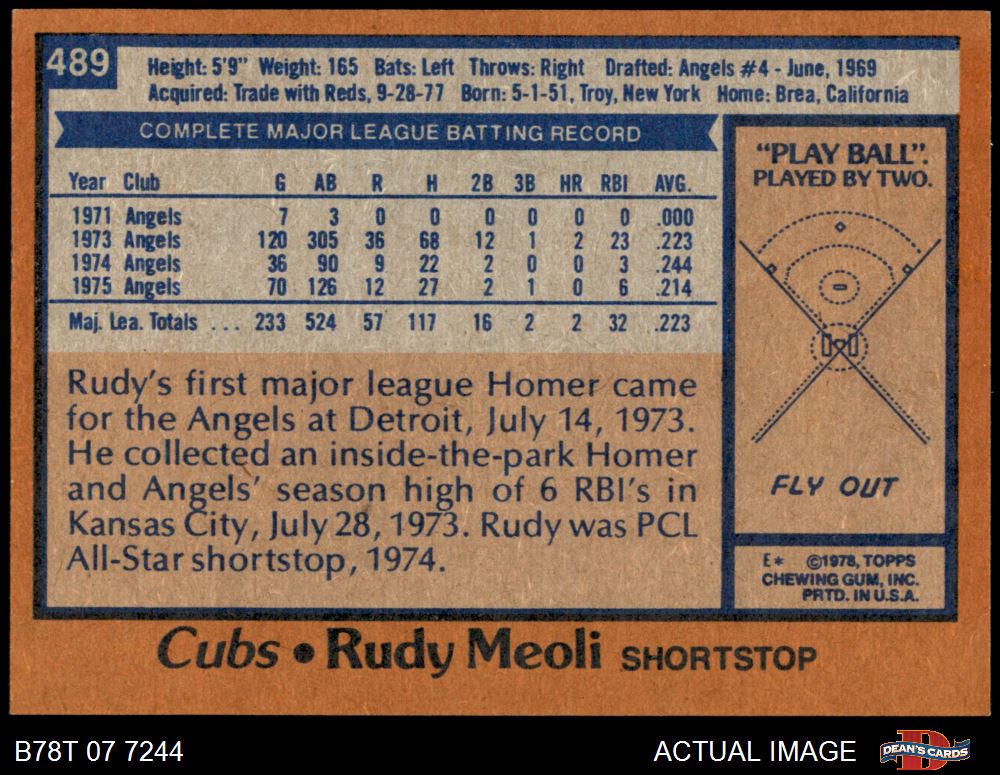 489
Height: 5'9" Weight: 165 Bats: Left Throws: Right Drafted: Angels #4 - June, 1969
Acquired: Trade with Reds, 9-28-77 Born: 5-1-51, Troy, New York Home: Brea, California
COMPLETE MAJOR LEAGUE BATTING RECORD
Year Club G AB R H 2B 3B HR RBI AVG.
1971 Angels 7 3 0 0 0 0 0 0 .000
1973 Angels 120 305 36 68 12 1 2 23 .223
1974 Angels 36 90 9 22 2 0 0 3 .244
1975 Angels 70 126 12 27 2 1 0 6 .214
Maj. Lea. Totals ... 233 524 57 117 16 2 2 32 .223
Rudy's first major league Homer came
for the Angels at Detroit, July 14, 1973.
He collected an inside-the-park Homer
and Angels' season high of 6 RBI's in
Kansas City, July 28, 1973. Rudy was PCL
All-Star shortstop, 1974.
"PLAY BALL".
PLAYED BY TWO.
FLY OUT
E* ©1978, TOPPS
CHEWING GUM, INC.
PRTD. IN U.S.A.
Cubs • Rudy Meoli SHORTSTOP
B78T 07 7244 ACTUAL IMAGE
D
DEAN'S CARDS